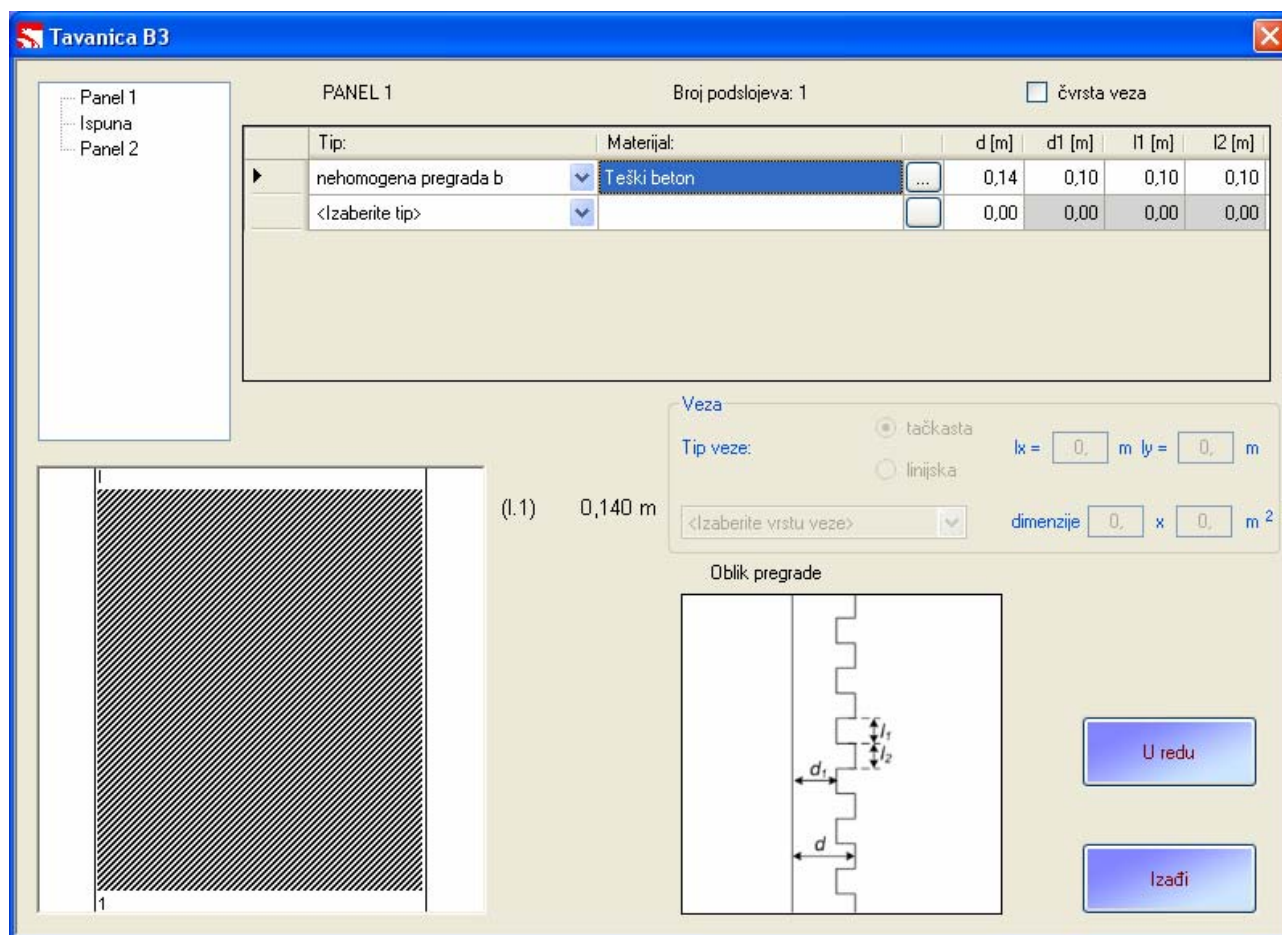 Tavanica B3
Panel 1
Ispuna
Panel 2
PANEL 1 Broj podslojeva: 1 čvrsta veza
Tip: Materijal: d [m] d1 [m] l1 [m] l2 [m]
nehomogena pregrada b Teški beton ... 0,14 0,10 0,10 0,10
<Izaberite tip> 0,00 0,00 0,00 0,00
Veza
Tip veze: tačkasta lx = 0, m ly = 0, m
linijska
<Izaberite vrstu veze> dimenzije 0, x 0, m 2
I
(I.1) 0,140 m
1
Oblik pregrade
l1
l2
d1
d
U redu
Izađi